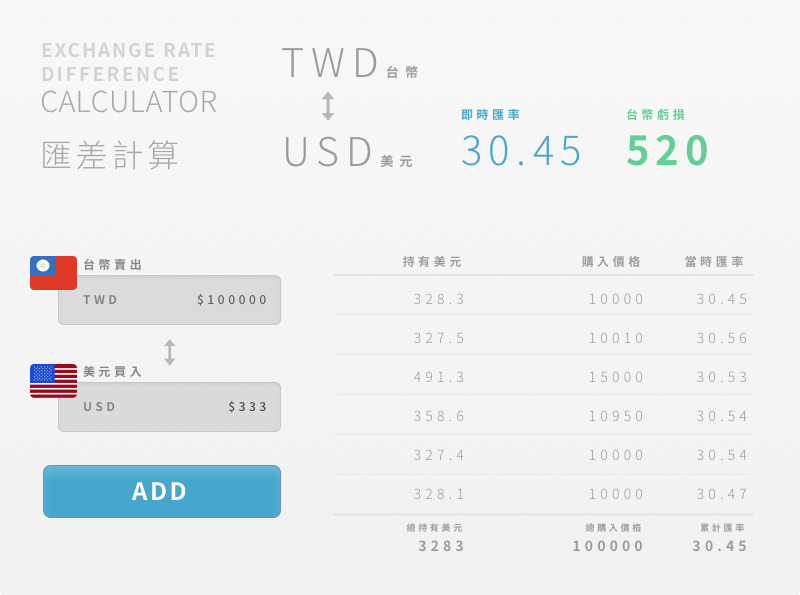 EXCHANGE RATE
DIFFERENCE
CALCULATOR
匯差計算
TWD 台幣
USD 美元
即時匯率
30.45
台幣虧損
520
台幣賣出
TWD $100000
美元買入
USD $333
ADD
持有美元 購入價格 當時匯率
328.3 10000 30.45
327.5 10010 30.56
491.3 15000 30.53
358.6 10950 30.54
327.4 10000 30.54
328.1 10000 30.47
總持有美元 總購入價格 累計匯率
3283 100000 30.45